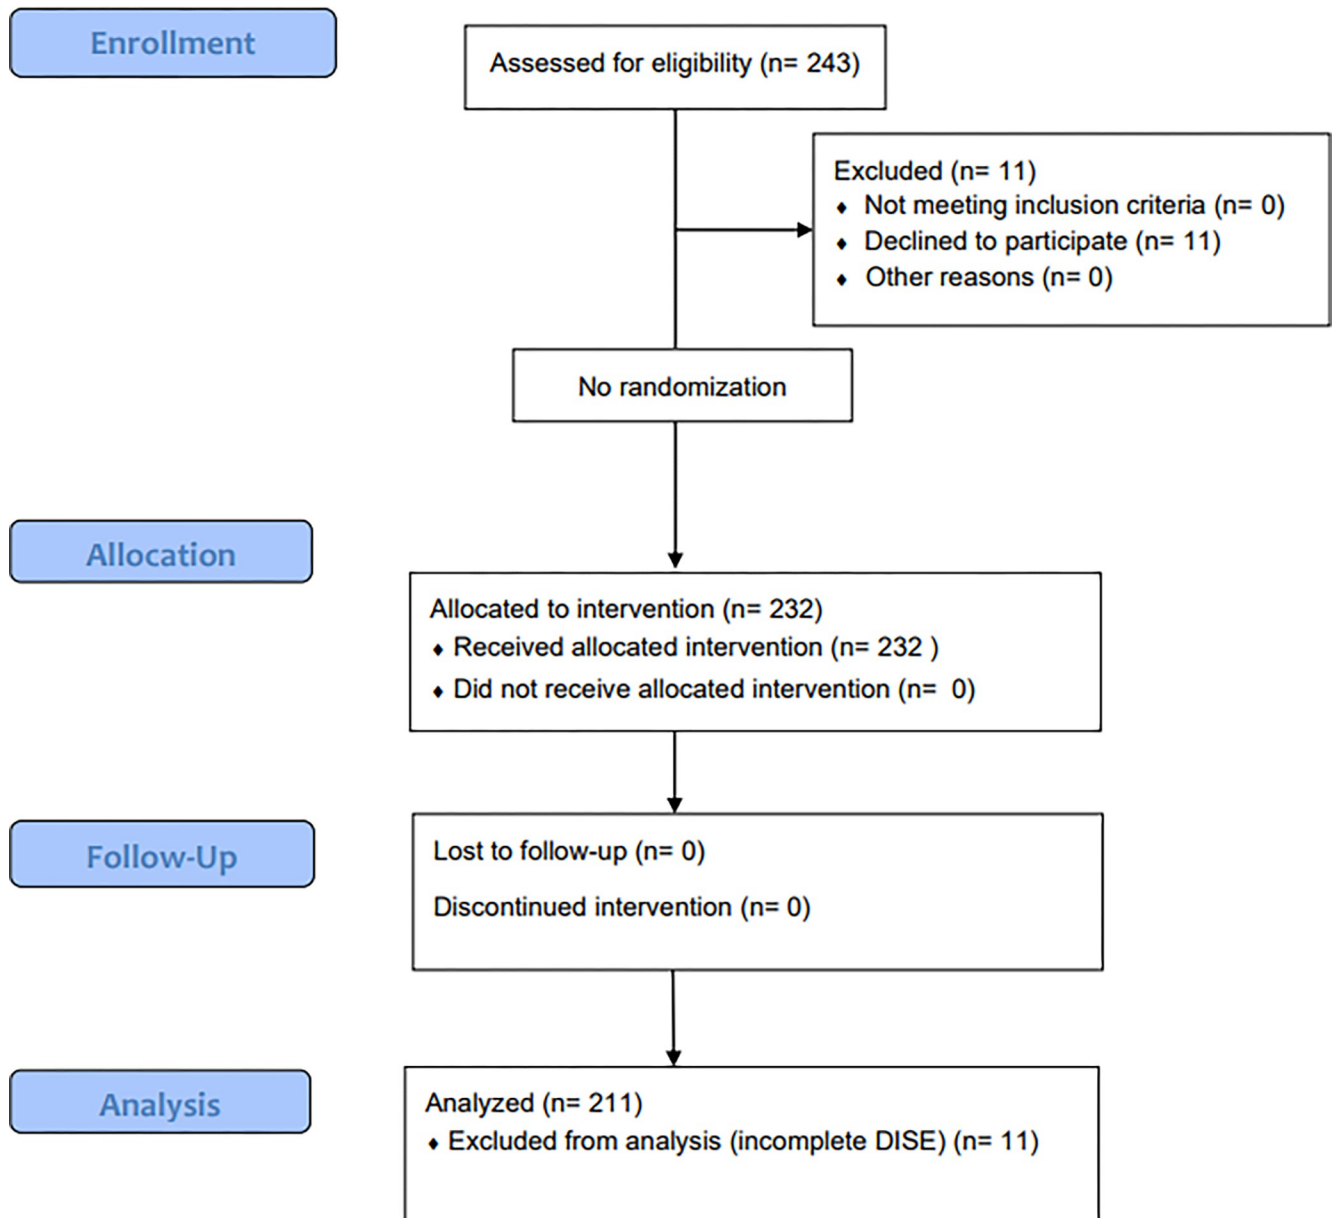 Enrollment
Assessed for eligibility (n= 243)
Excluded (n= 11)
♦ Not meeting inclusion criteria (n= 0)
♦ Declined to participate (n= 11)
♦ Other reasons (n= 0)
No randomization
Allocation
Allocated to intervention (n= 232)
♦ Received allocated intervention (n= 232 )
♦ Did not receive allocated intervention (n=  0)
Follow-Up
Lost to follow-up (n= 0)
Discontinued intervention (n= 0)
Analysis
Analyzed (n= 211)
♦ Excluded from analysis (incomplete DISE) (n= 11)